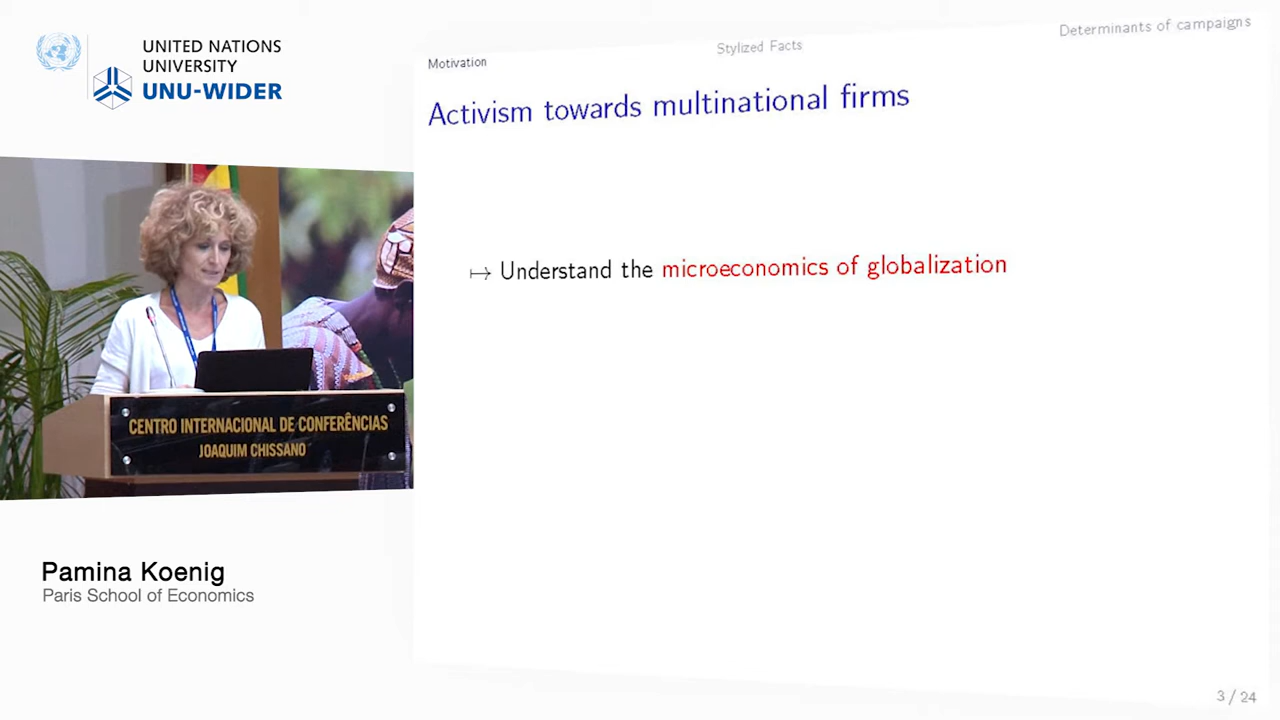 UNITED NATIONS
UNIVERSITY
UNU-WIDER
Motivation
Stylized Facts
Determinants of campaigns
Activism towards multinational firms
↦ Understand the microeconomics of globalization
CENTRO INTERNACIONAL DE CONFERÊNCIAS
JOAQUIM CHISSANO
Pamina Koenig
Paris School of Economics
3 / 24